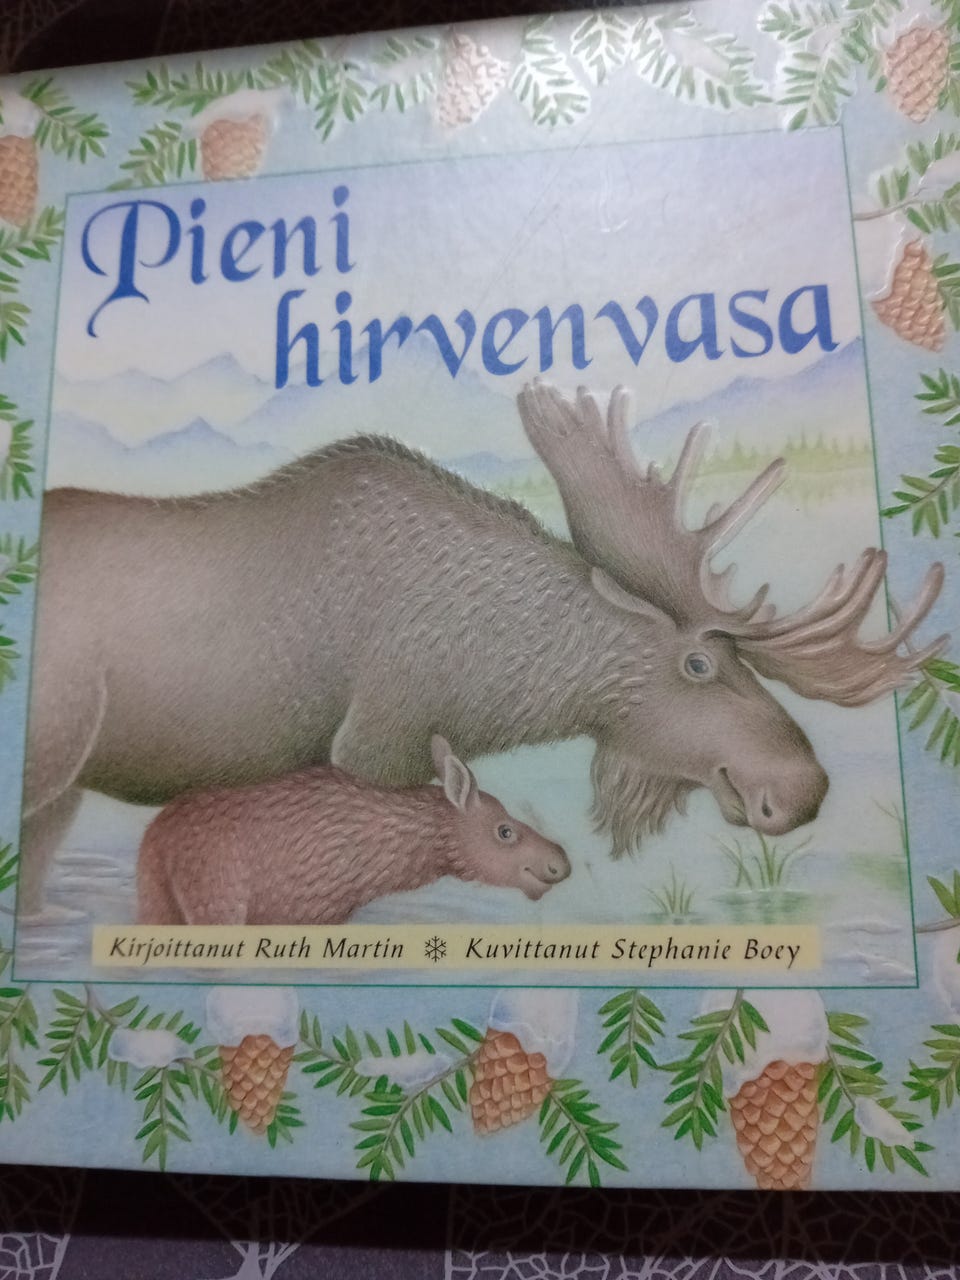 Pieni
hirvenvasa
Kirjoittanut Ruth Martin Kuvittanut Stephanie Boey